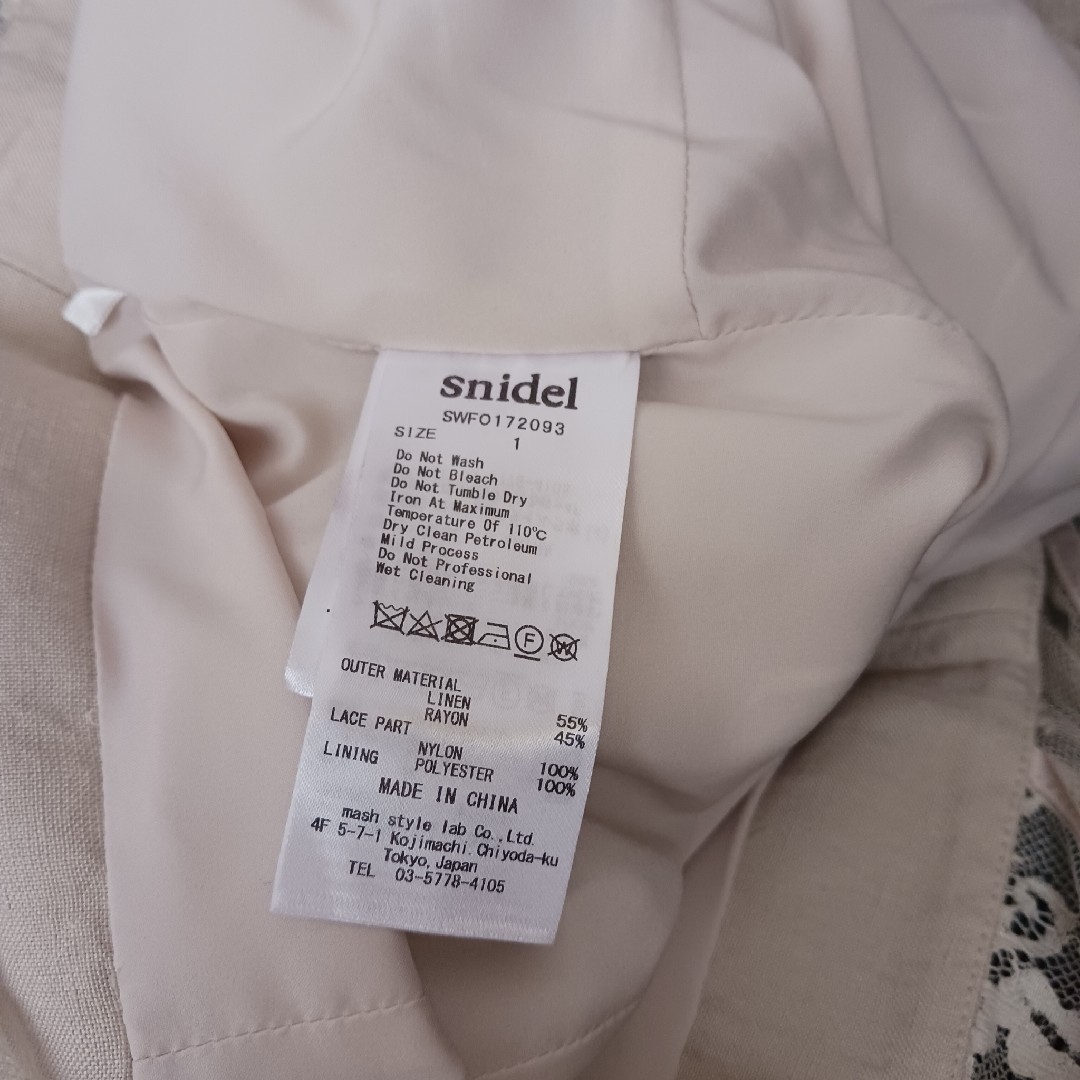 snidel
SWFO172093
SIZE 1
Do Not Wash
Do Not Bleach
Do Not Tumble Dry
Iron At Maximum
Temperature Of 110℃
Dry Clean Petroleum
Mild Process
Do Not Professional
Wet Cleaning
F W
OUTER MATERIAL
LINEN 55%
RAYON 45%
LACE PART
NYLON 100%
LINING
POLYESTER 100%
MADE IN CHINA
mash style lab Co.,Ltd.
4F 5-7-1 Kojimachi.Chiyoda-ku
Tokyo,Japan
TEL 03-5778-4105